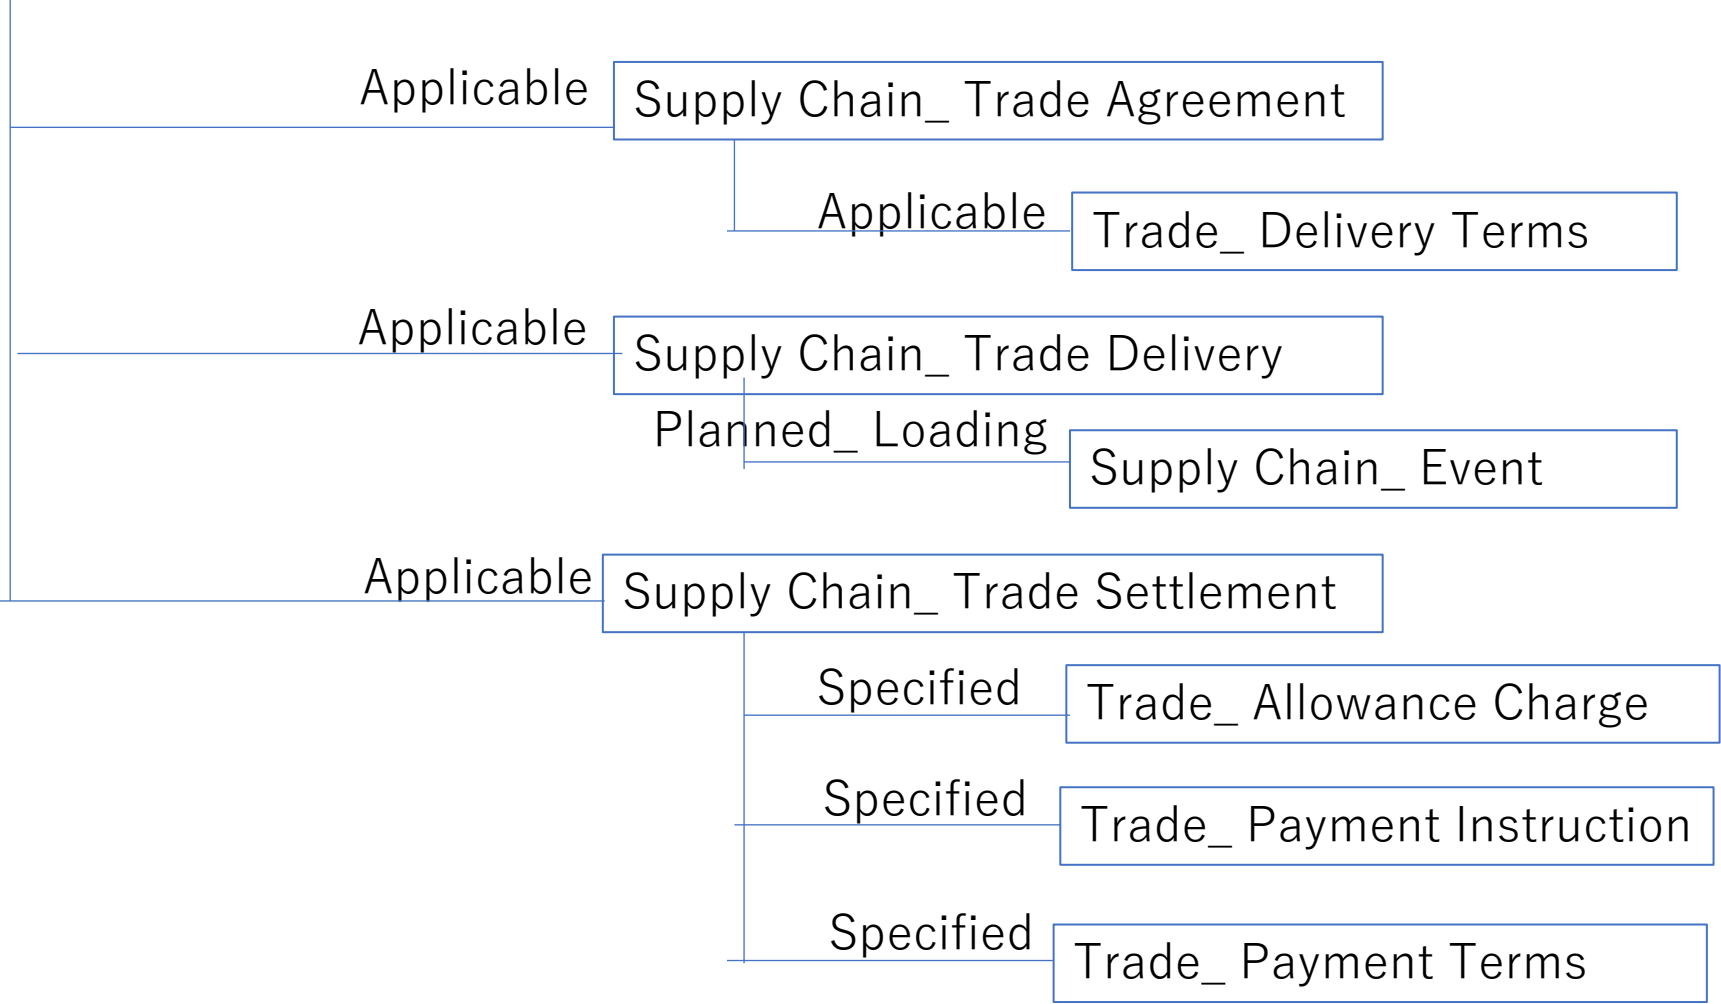 Applicable
Supply Chain_ Trade Agreement
Applicable
Trade_ Delivery Terms
Applicable
Supply Chain_ Trade Delivery
Planned_ Loading
Supply Chain_ Event
Applicable
Supply Chain_ Trade Settlement
Specified
Trade_ Allowance Charge
Specified
Trade_ Payment Instruction
Specified
Trade_ Payment Terms